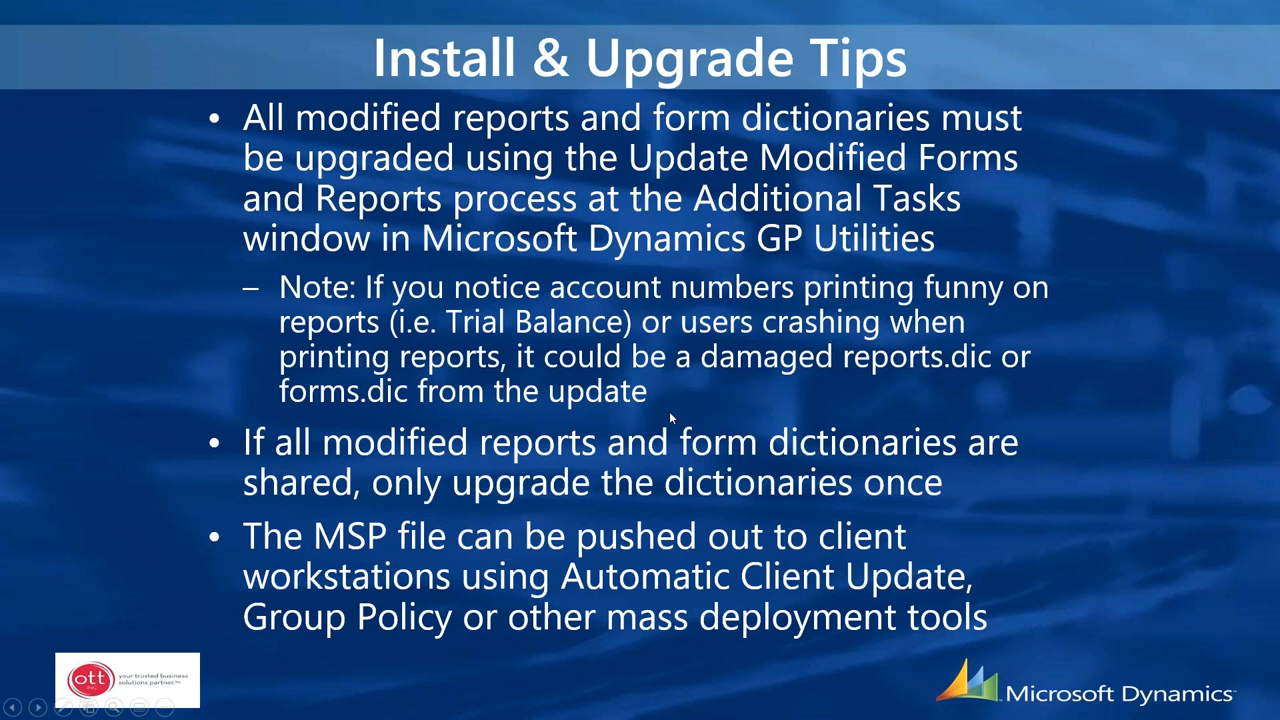 Install & Upgrade Tips
• All modified reports and form dictionaries must
be upgraded using the Update Modified Forms
and Reports process at the Additional Tasks
window in Microsoft Dynamics GP Utilities
– Note: If you notice account numbers printing funny on
reports (i.e. Trial Balance) or users crashing when
printing reports, it could be a damaged reports.dic or
forms.dic from the update
• If all modified reports and form dictionaries are
shared, only upgrade the dictionaries once
• The MSP file can be pushed out to client
workstations using Automatic Client Update,
Group Policy or other mass deployment tools
ott
INC.
your trusted business
solutions partner.™
Microsoft Dynamics™